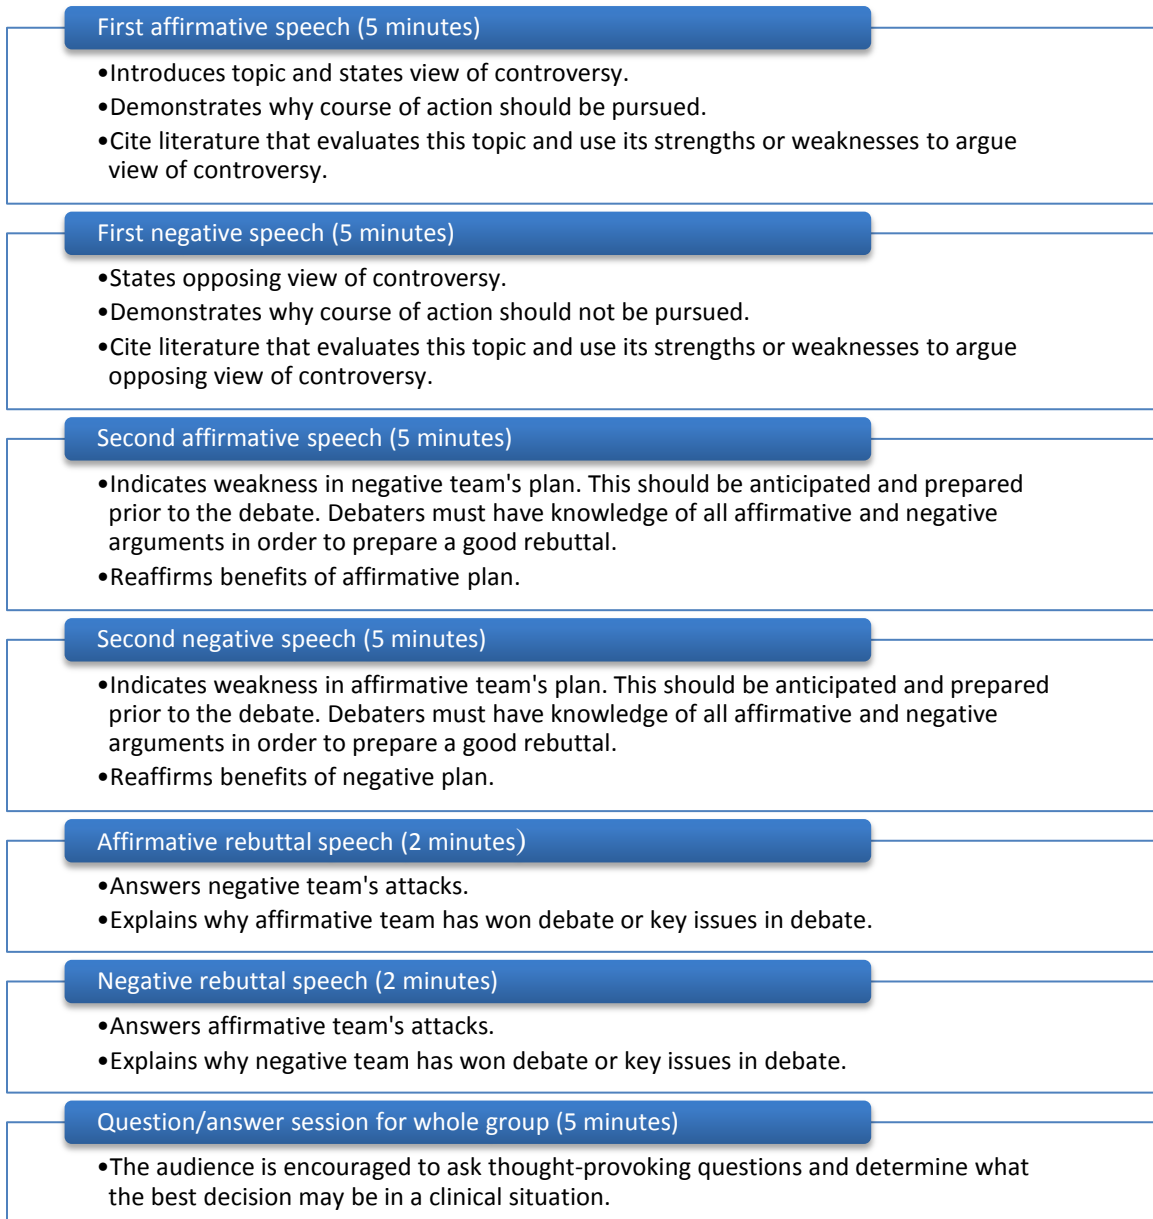 First affirmative speech (5 minutes)
•Introduces topic and states view of controversy.
•Demonstrates why course of action should be pursued.
•Cite literature that evaluates this topic and use its strengths or weaknesses to argue
view of controversy.
First negative speech (5 minutes)
•States opposing view of controversy.
•Demonstrates why course of action should not be pursued.
•Cite literature that evaluates this topic and use its strengths or weaknesses to argue
opposing view of controversy.
Second affirmative speech (5 minutes)
•Indicates weakness in negative team's plan. This should be anticipated and prepared
prior to the debate. Debaters must have knowledge of all affirmative and negative
arguments in order to prepare a good rebuttal.
•Reaffirms benefits of affirmative plan.
Second negative speech (5 minutes)
•Indicates weakness in affirmative team's plan. This should be anticipated and prepared
prior to the debate. Debaters must have knowledge of all affirmative and negative
arguments in order to prepare a good rebuttal.
•Reaffirms benefits of negative plan.
Affirmative rebuttal speech (2 minutes)
•Answers negative team's attacks.
•Explains why affirmative team has won debate or key issues in debate.
Negative rebuttal speech (2 minutes)
•Answers affirmative team's attacks.
•Explains why negative team has won debate or key issues in debate.
Question/answer session for whole group (5 minutes)
•The audience is encouraged to ask thought-provoking questions and determine what
the best decision may be in a clinical situation.